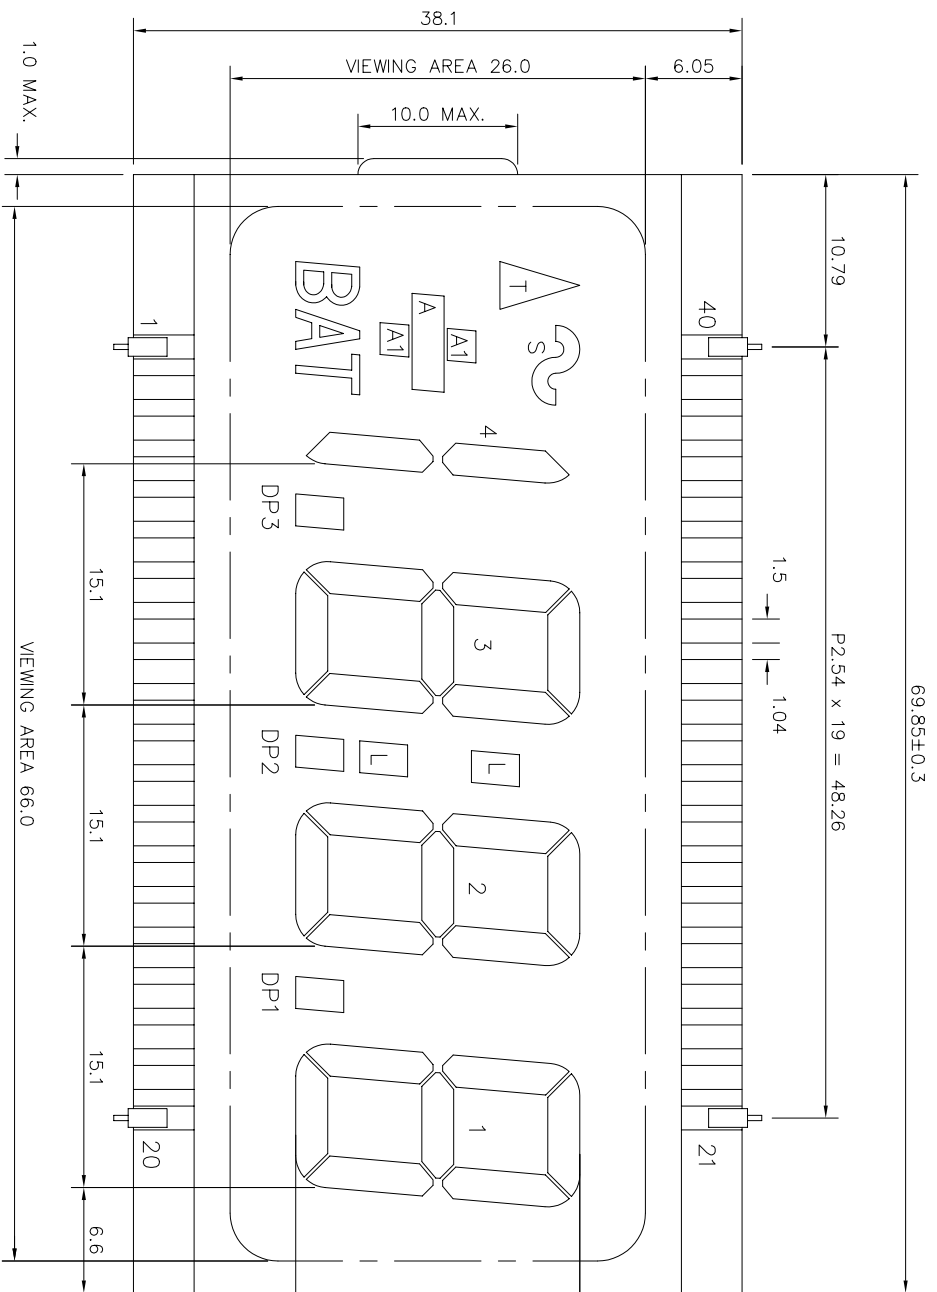 38.1
VIEWING AREA 26.0
6.05
10.0 MAX.
1.0 MAX.
69.85±0.3
10.79
P2.54 x 19 = 48.26
1.5
1.04
40
21
1
20
T
S
A1
A
A1
BAT
4
3
2
1
L
L
DP3
DP2
DP1
15.1
15.1
15.1
6.6
VIEWING AREA 66.0